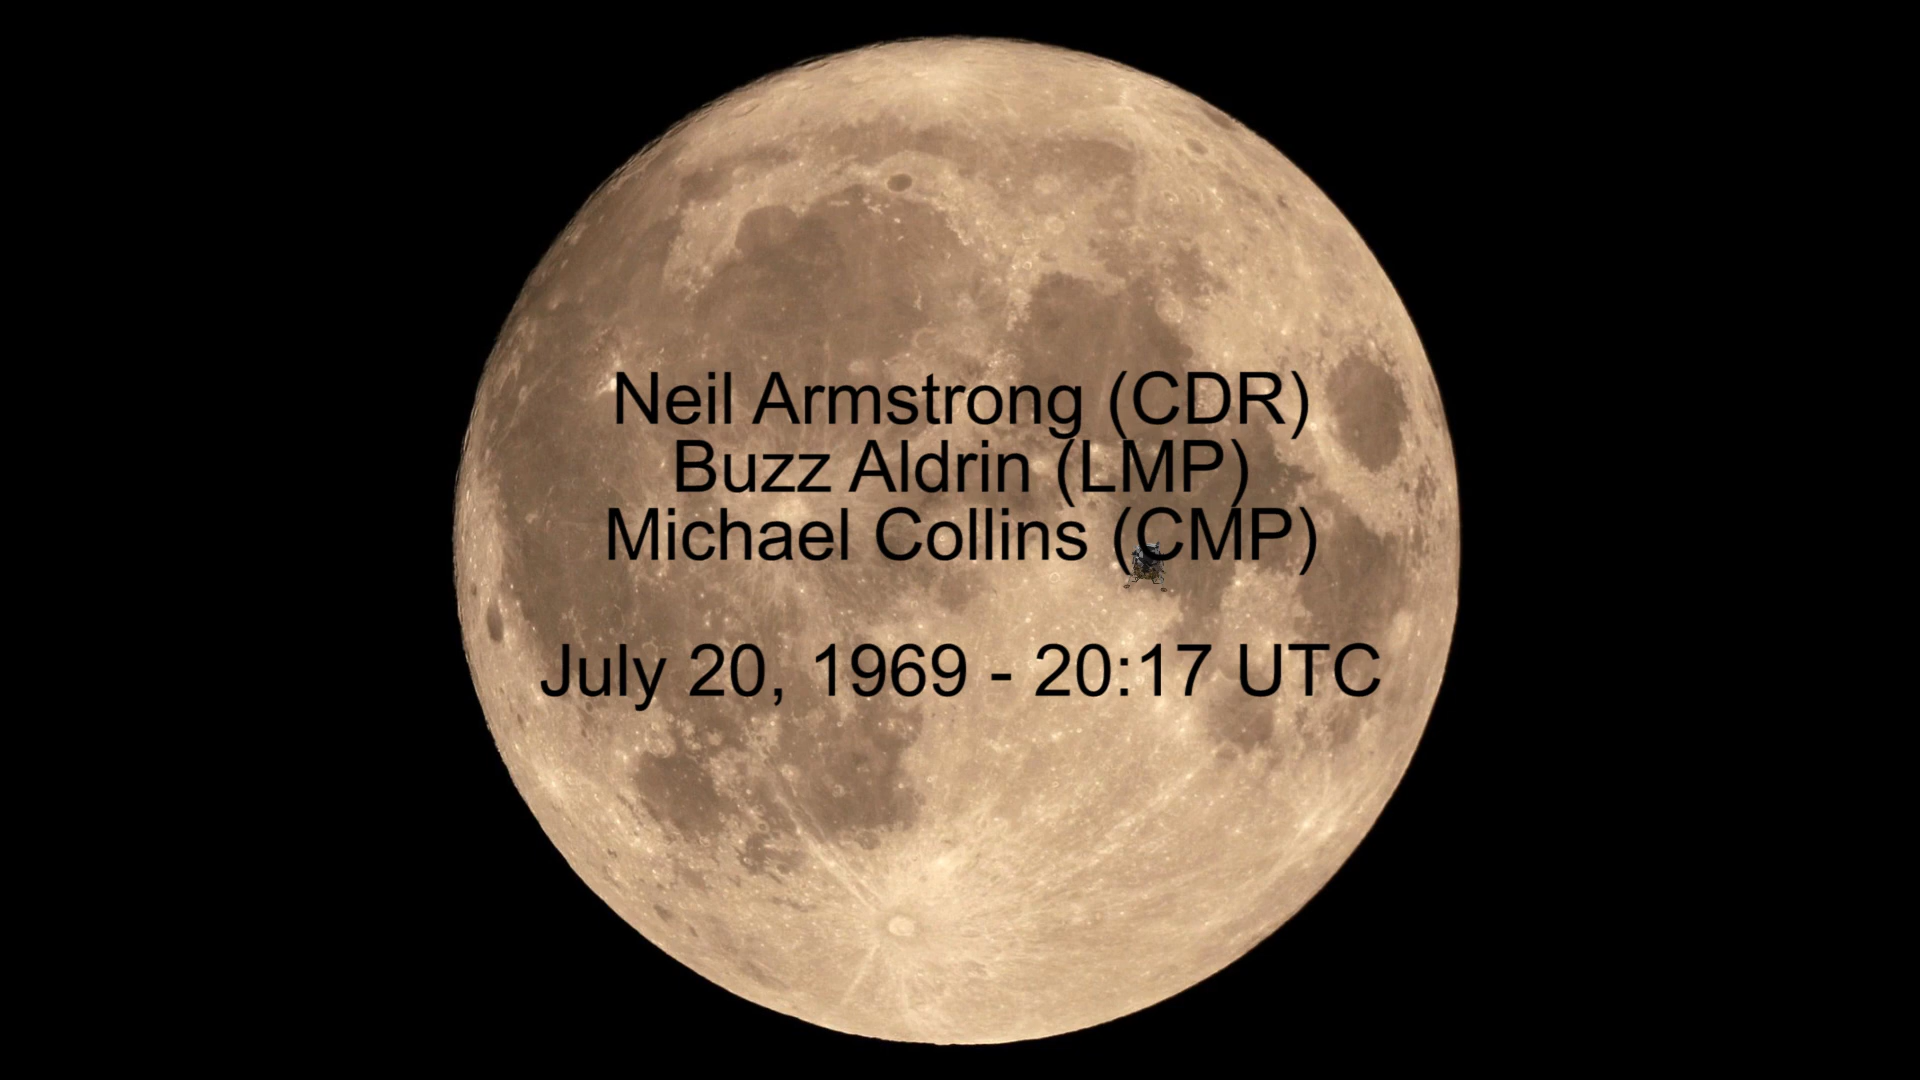 Neil Armstrong (CDR)
Buzz Aldrin (LMP)
Michael Collins (CMP)
July 20, 1969 - 20:17 UTC